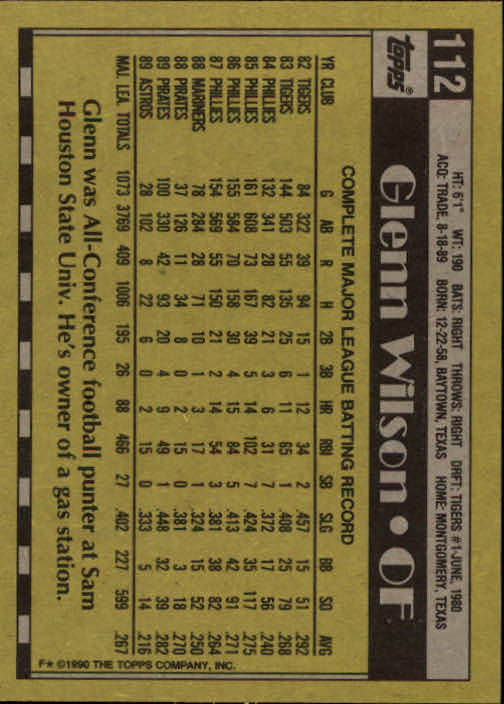 112
topps®
HT: 6'1" WT: 190 BATS: RIGHT THROWS: RIGHT DRFT: TIGERS #1-JUNE, 1980
ACQ: TRADE, 8-18-89 BORN: 12-22-58, BAYTOWN, TEXAS HOME: MONTGOMERY, TEXAS
Glenn Wilson • OF
COMPLETE MAJOR LEAGUE BATTING RECORD
YR CLUB G AB R H 2B 3B HR RBI SB SLG BB SO AVG
82 TIGERS 84 322 39 94 15 1 12 34 2 .457 15 51 .292
83 TIGERS 144 503 55 135 25 6 11 65 1 .408 25 79 .268
84 PHILLIES 132 341 28 82 21 3 6 31 7 .372 17 56 .240
85 PHILLIES 161 608 73 167 39 5 14 102 7 .424 35 117 .275
86 PHILLIES 155 584 70 158 30 4 15 84 5 .413 42 91 .271
87 PHILLIES 154 569 55 150 21 2 14 54 3 .381 38 82 .264
88 MARINERS 78 284 28 71 10 1 3 17 1 .324 15 52 .250
88 PIRATES 37 126 11 34 8 0 2 15 0 .381 3 18 .270
89 PIRATES 100 330 42 93 20 4 9 49 1 .448 32 39 .282
89 ASTROS 28 102 8 22 6 0 2 15 0 .333 5 14 .216
MAJ. LEA. TOTALS 1073 3769 409 1006 195 26 88 466 27 .402 227 599 .267
Glenn was All-Conference football punter at Sam
Houston State Univ. He's owner of a gas station.
F★ ©1990 THE TOPPS COMPANY, INC.